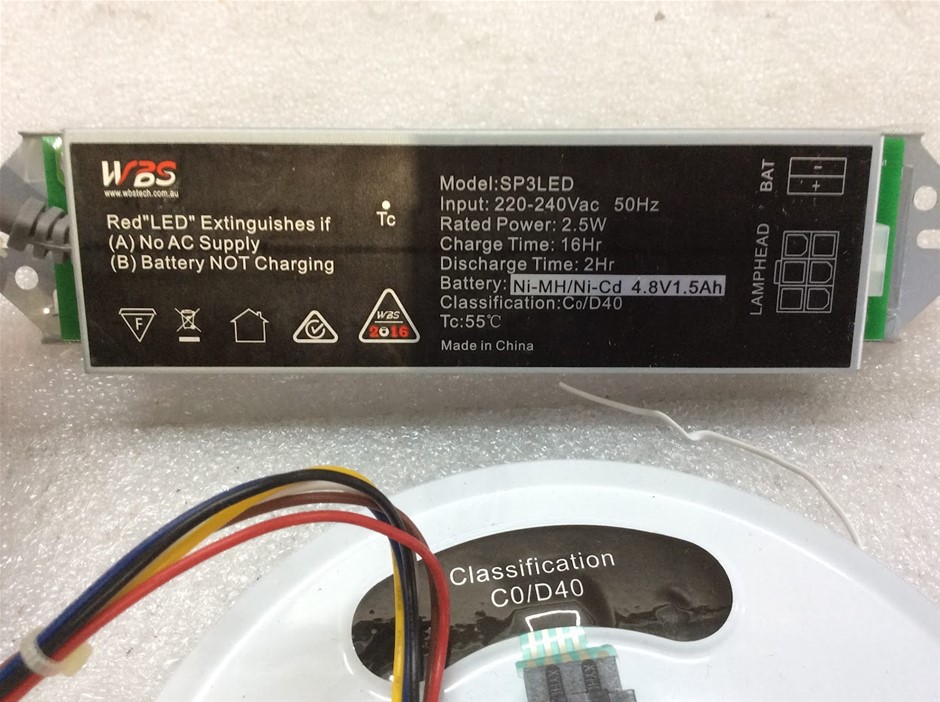 WBS
www.wbstech.com.au
Red"LED" Extinguishes if
(A) No AC Supply
(B) Battery NOT Charging
Tc
F
WBS
2016
Model:SP3LED
Input: 220-240Vac 50Hz
Rated Power: 2.5W
Charge Time: 16Hr
Discharge Time: 2Hr
Battery: Ni-MH/Ni-Cd 4.8V1.5Ah
Classification:C0/D40
Tc:55℃
Made in China
BAT
- +
LAMPHEAD
Classification
C0/D40